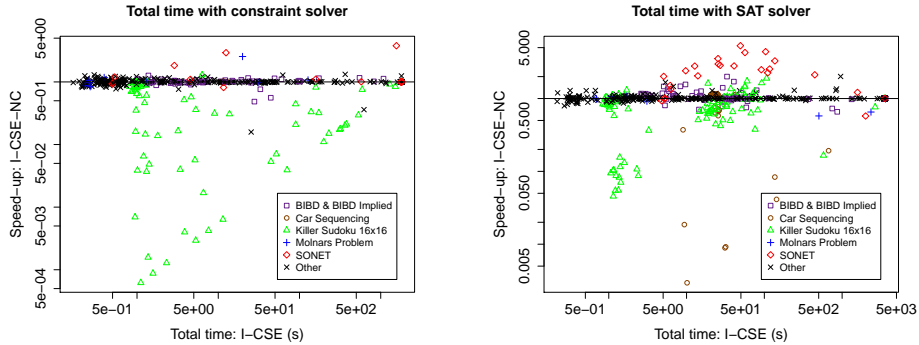 Total time with constraint solver
Speed−up: I−CSE−NC
5e+00
5e−01
5e−02
5e−03
5e−04
BIBD & BIBD Implied
Car Sequencing
Killer Sudoku 16x16
Molnars Problem
SONET
Other
5e−01
5e+00
5e+01
5e+02
Total time: I−CSE (s)
Total time with SAT solver
Speed−up: I−CSE−NC
5.000
0.500
0.050
0.005
BIBD & BIBD Implied
Car Sequencing
Killer Sudoku 16x16
Molnars Problem
SONET
Other
5e−01
5e+00
5e+01
5e+02
5e+03
Total time: I−CSE (s)